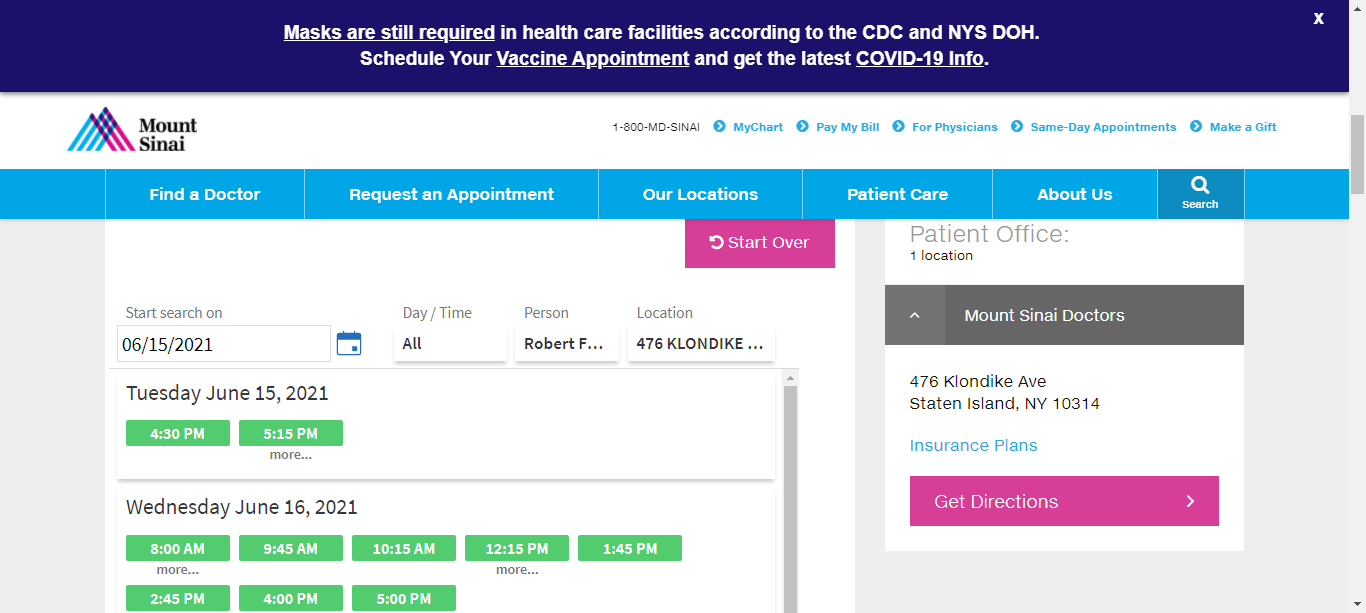 Masks are still required in health care facilities according to the CDC and NYS DOH.
Schedule Your Vaccine Appointment and get the latest COVID-19 Info.
X
Mount
Sinai
1-800-MD-SINAI MyChart Pay My Bill For Physicians Same-Day Appointments Make a Gift
Find a Doctor Request an Appointment Our Locations Patient Care About Us Search
Start Over
Start search on Day / Time Person Location
06/15/2021 All Robert F... 476 KLONDIKE ...
Tuesday June 15, 2021
4:30 PM 5:15 PM
more...
Wednesday June 16, 2021
8:00 AM 9:45 AM 10:15 AM 12:15 PM 1:45 PM
more... more...
2:45 PM 4:00 PM 5:00 PM
Patient Office:
1 location
Mount Sinai Doctors
476 Klondike Ave
Staten Island, NY 10314
Insurance Plans
Get Directions